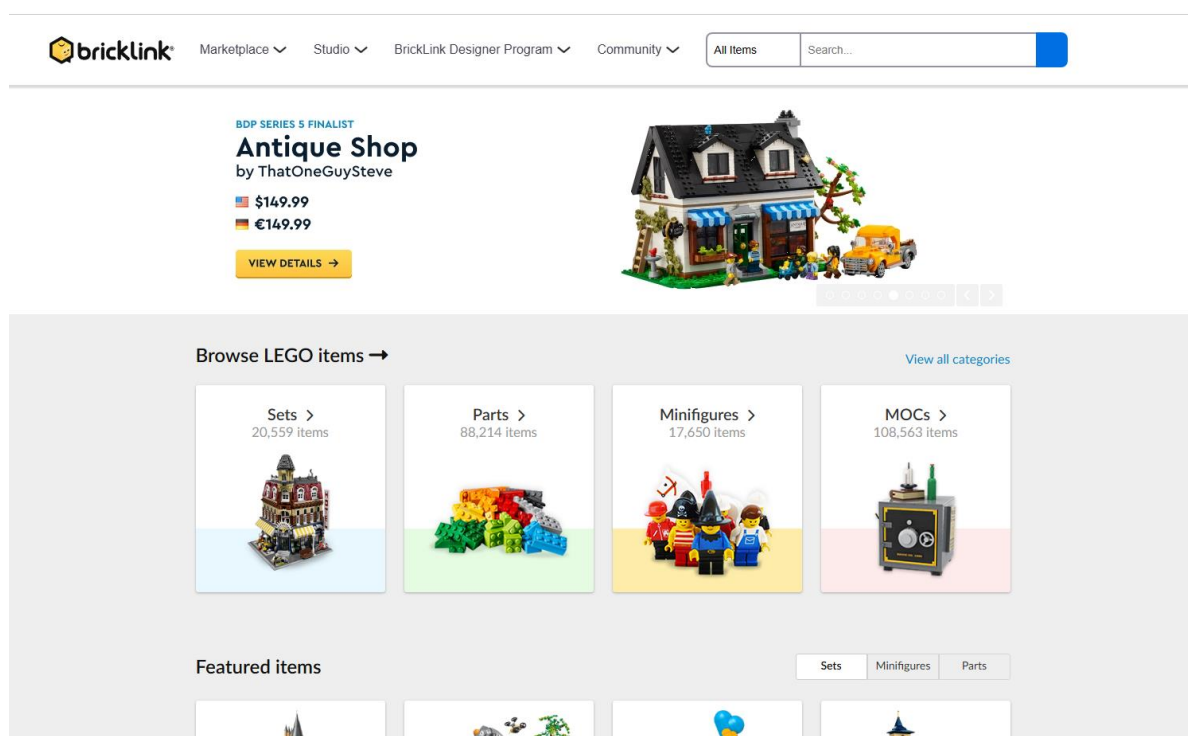 bricklink®
Marketplace
Studio
BrickLink Designer Program
Community
All Items
Search...
BDP SERIES 5 FINALIST
Antique Shop
by ThatOneGuySteve
$149.99
€149.99
VIEW DETAILS →
Browse LEGO items →
View all categories
Sets >
20,559 items
Parts >
88,214 items
Minifigures >
17,650 items
MOCs >
108,563 items
Featured items
Sets
Minifigures
Parts